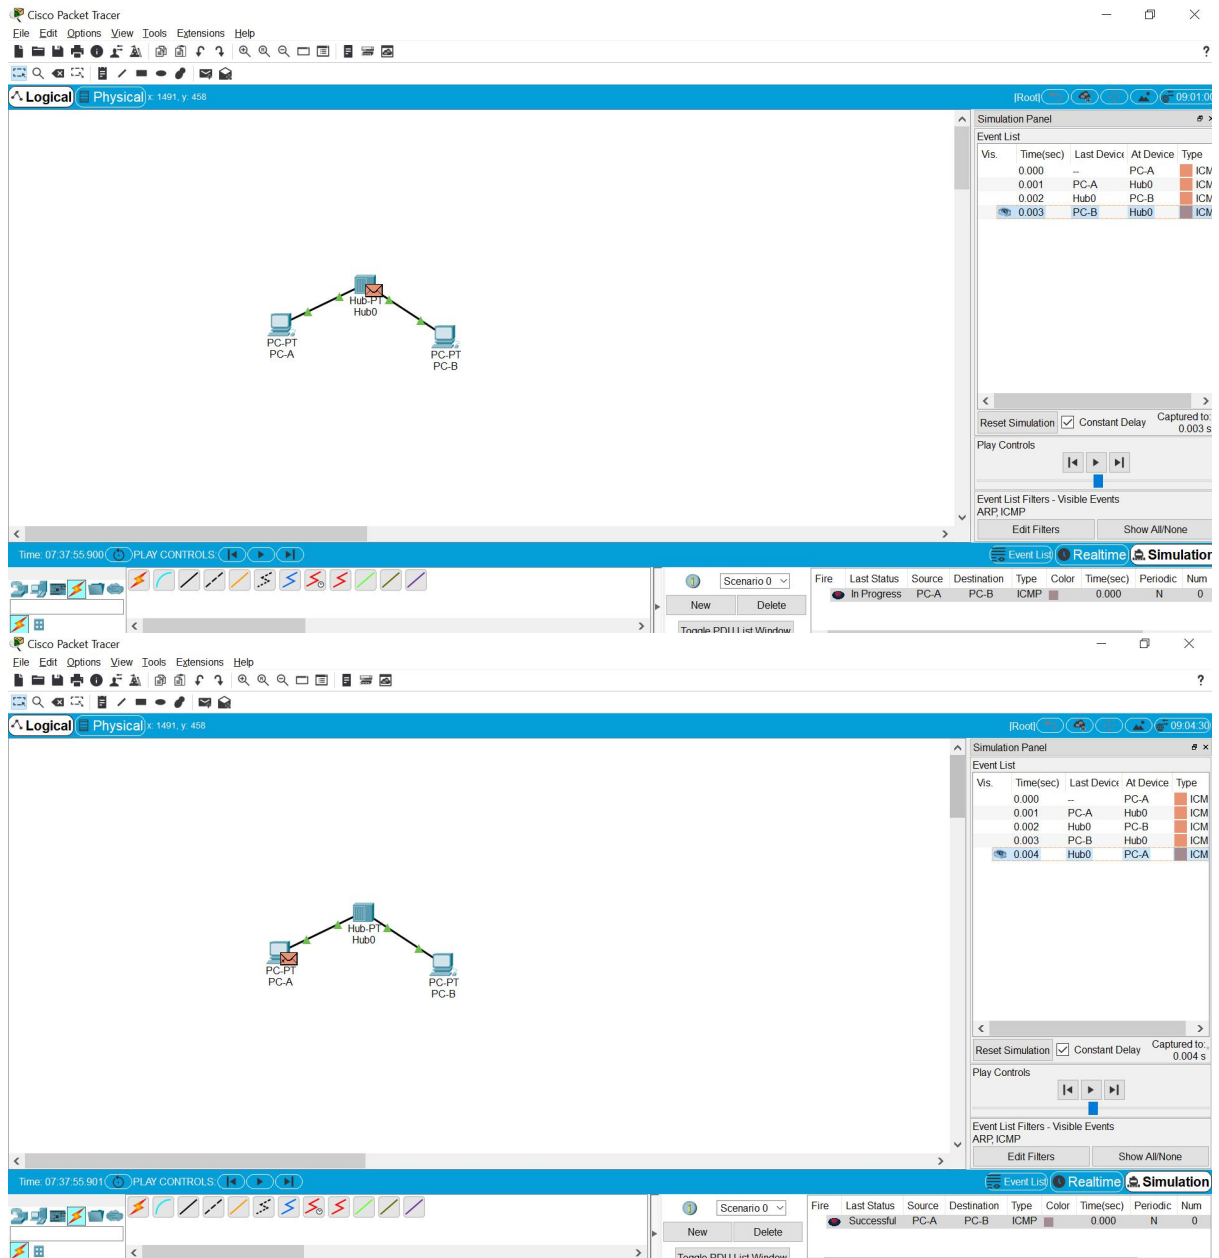 Cisco Packet Tracer
File Edit Options View Tools Extensions Help
?
Logical Physical x: 1491, y: 458 [Root] 09:01:00
Simulation Panel
Event List
Vis. Time(sec) Last Device At Device Type
0.000 -- PC-A ICM
0.001 PC-A Hub0 ICM
0.002 Hub0 PC-B ICM
0.003 PC-B Hub0 ICM
Hub-PT
Hub0
PC-PT
PC-A
PC-PT
PC-B
Reset Simulation Constant Delay Captured to:
0.003 s
Play Controls
Event List Filters - Visible Events
ARP, ICMP
Edit Filters Show All/None
Time: 07:37:55.900 PLAY CONTROLS: Event List Realtime Simulation
Scenario 0 Fire Last Status Source Destination Type Color Time(sec) Periodic Num
In Progress PC-A PC-B ICMP 0.000 N 0
New Delete
Toggle PDU List Window
Cisco Packet Tracer
File Edit Options View Tools Extensions Help
?
Logical Physical x: 1491, y: 458 [Root] 09:04:30
Simulation Panel
Event List
Vis. Time(sec) Last Device At Device Type
0.000 -- PC-A ICM
0.001 PC-A Hub0 ICM
0.002 Hub0 PC-B ICM
0.003 PC-B Hub0 ICM
0.004 Hub0 PC-A ICM
Hub-PT
Hub0
PC-PT
PC-A
PC-PT
PC-B
Reset Simulation Constant Delay Captured to:
0.004 s
Play Controls
Event List Filters - Visible Events
ARP, ICMP
Edit Filters Show All/None
Time: 07:37:55.901 PLAY CONTROLS: Event List Realtime Simulation
Scenario 0 Fire Last Status Source Destination Type Color Time(sec) Periodic Num
Successful PC-A PC-B ICMP 0.000 N 0
New Delete
Toggle PDU List Window